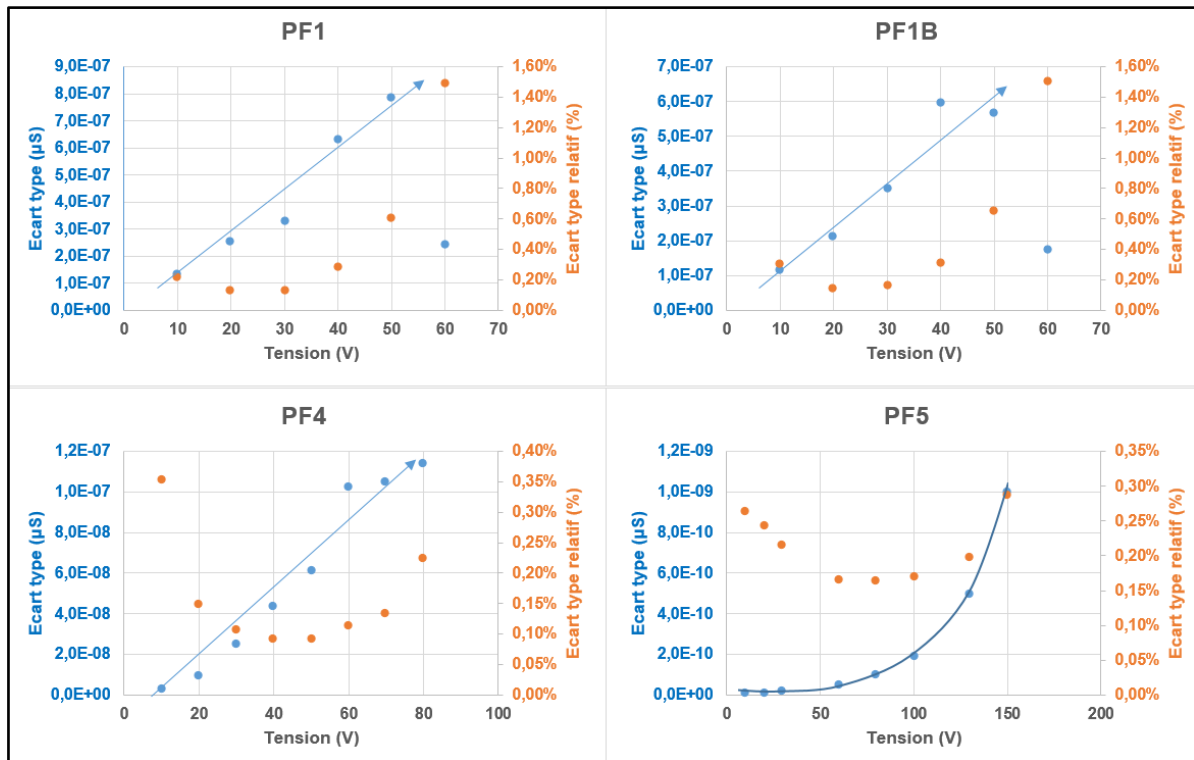 PF1
Ecart type (µS)
9,0E-07
8,0E-07
7,0E-07
6,0E-07
5,0E-07
4,0E-07
3,0E-07
2,0E-07
1,0E-07
0,0E+00
0 10 20 30 40 50 60 70
Tension (V)
1,60%
1,40%
1,20%
1,00%
0,80%
0,60%
0,40%
0,20%
0,00%
Ecart type relatif (%)
PF1B
Ecart type (µS)
7,0E-07
6,0E-07
5,0E-07
4,0E-07
3,0E-07
2,0E-07
1,0E-07
0,0E+00
0 10 20 30 40 50 60 70
Tension (V)
1,60%
1,40%
1,20%
1,00%
0,80%
0,60%
0,40%
0,20%
0,00%
Ecart type relatif (%)
PF4
Ecart type (µS)
1,2E-07
1,0E-07
8,0E-08
6,0E-08
4,0E-08
2,0E-08
0,0E+00
0 20 40 60 80 100
Tension (V)
0,40%
0,35%
0,30%
0,25%
0,20%
0,15%
0,10%
0,05%
0,00%
Ecart type relatif (%)
PF5
Ecart type (µS)
1,2E-09
1,0E-09
8,0E-10
6,0E-10
4,0E-10
2,0E-10
0,0E+00
0 50 100 150 200
Tension (V)
0,35%
0,30%
0,25%
0,20%
0,15%
0,10%
0,05%
0,00%
Ecart type relatif (%)